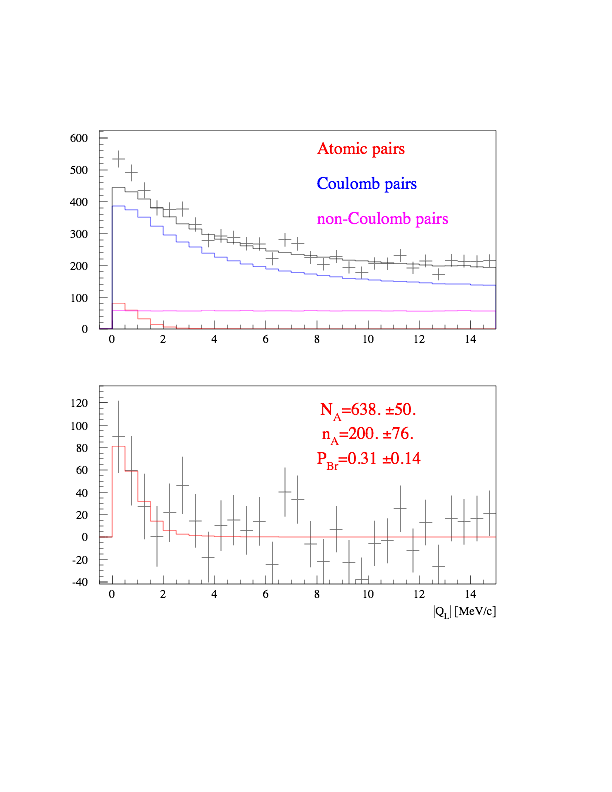 600
500
400
300
200
100
0
Atomic pairs
Coulomb pairs
non-Coulomb pairs
0 2 4 6 8 10 12 14
120
100
80
60
40
20
0
-20
-40
N_A=638. ±50.
n_A=200. ±76.
P_Br=0.31 ±0.14
0 2 4 6 8 10 12 14
|Q_L| [MeV/c]